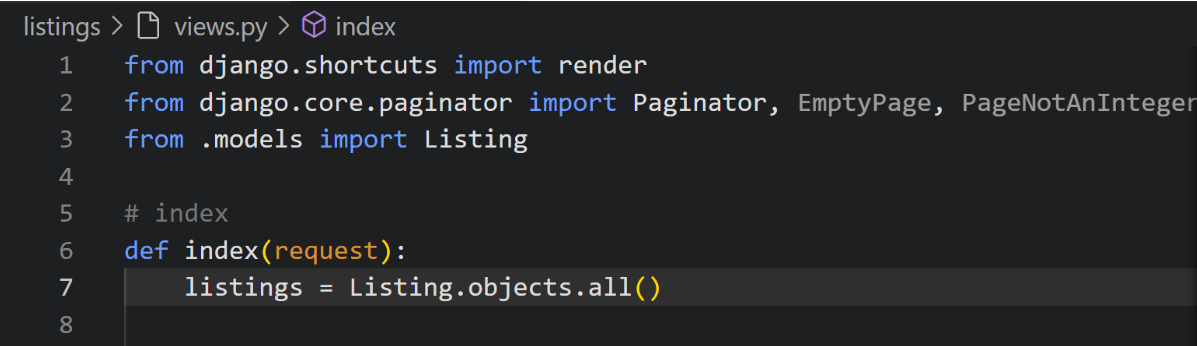 listings > views.py > index
1 from django.shortcuts import render
2 from django.core.paginator import Paginator, EmptyPage, PageNotAnInteger
3 from .models import Listing
4
5 # index
6 def index(request):
7     listings = Listing.objects.all()
8